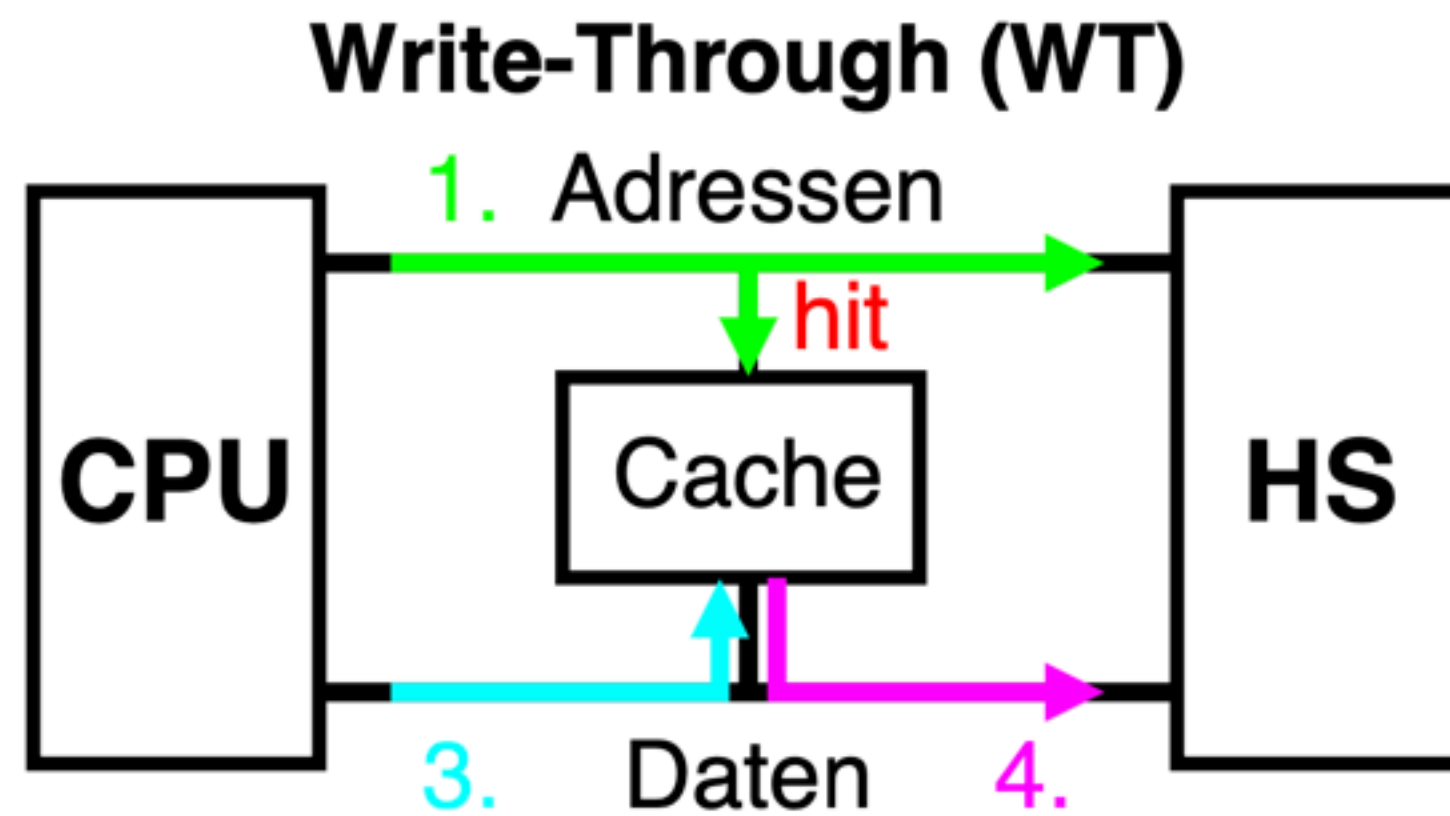 Write-Through (WT)
1. Adressen
hit
CPU
Cache
HS
3. Daten 4.